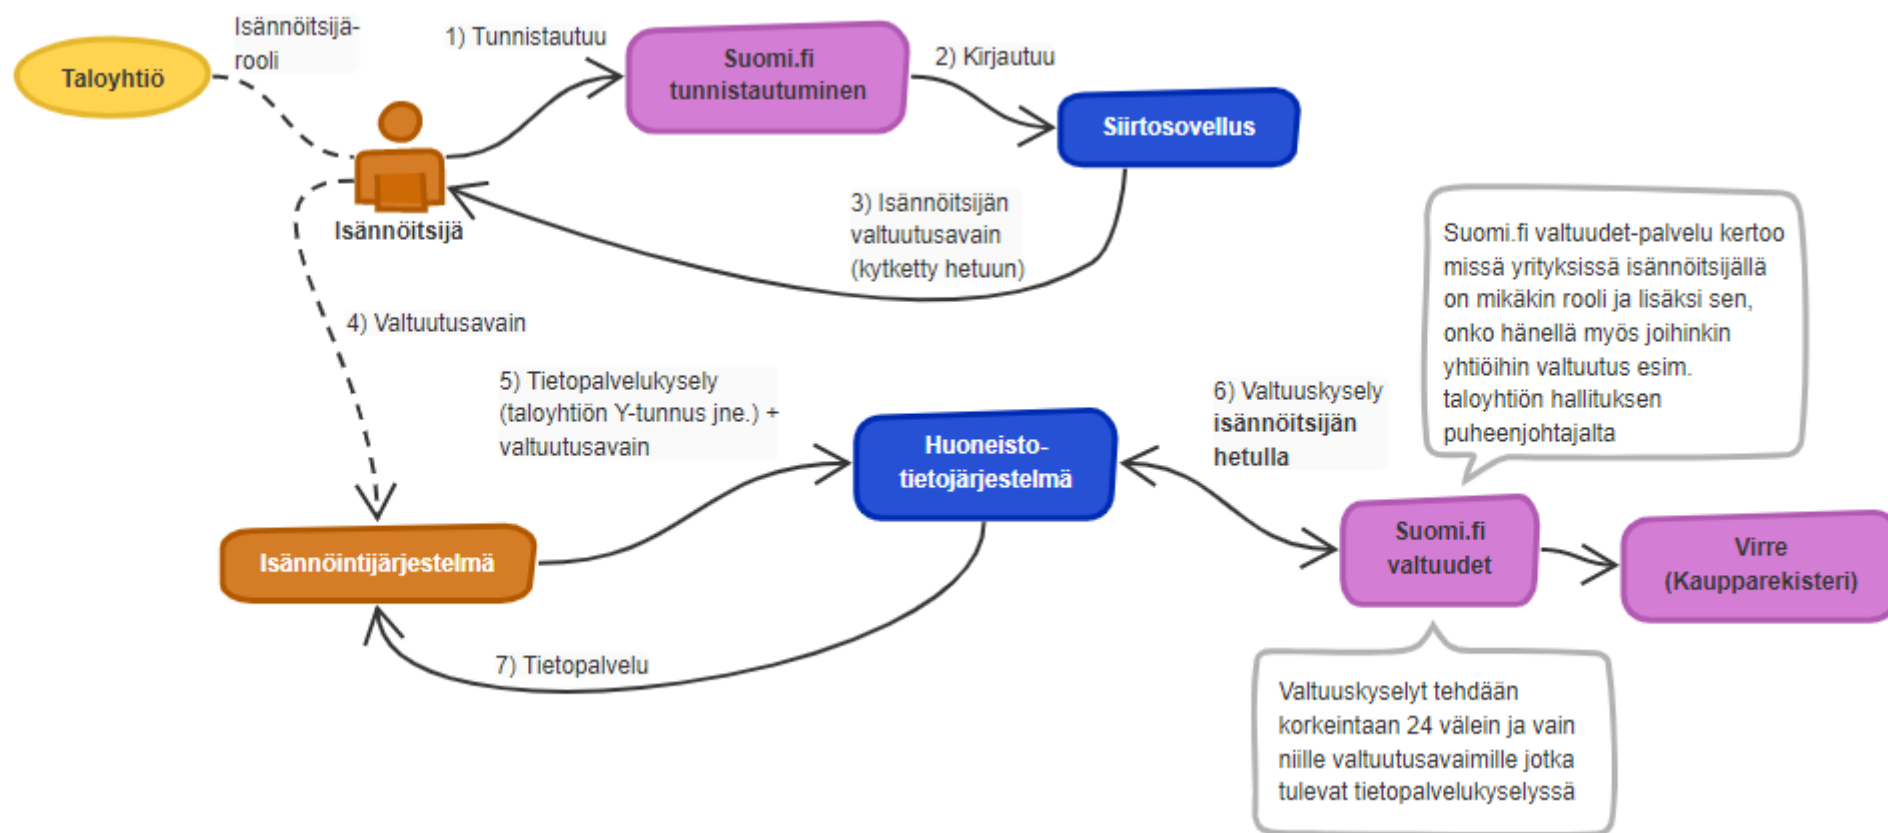 Taloyhtiö
Isännöitsijä-
rooli
1) Tunnistautuu
Suomi.fi
tunnistautuminen
2) Kirjautuu
Siirtosovellus
Isännöitsijä
3) Isännöitsijän
valtuutusavain
(kytketty hetuun)
4) Valtuutusavain
5) Tietopalvelukysely
(taloyhtiön Y-tunnus jne.) +
valtuutusavain
Huoneisto-
tietojärjestelmä
6) Valtuuskysely
isännöitsijän
hetulla
Suomi.fi valtuudet-palvelu kertoo
missä yrityksissä isännöitsijällä
on mikäkin rooli ja lisäksi sen,
onko hänellä myös joihinkin
yhtiöihin valtuutus esim.
taloyhtiön hallituksen
puheenjohtajalta
Isännöintijärjestelmä
Suomi.fi
valtuudet
Virre
(Kaupparekisteri)
7) Tietopalvelu
Valtuuskyselyt tehdään
korkeintaan 24 välein ja vain
niille valtuutusavaimille jotka
tulevat tietopalvelukyselyssä